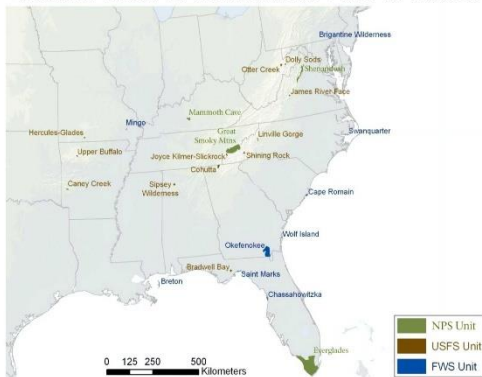 Brigantine Wilderness
Dolly Sods
Otter Creek
Shenandoah
James River Face
Mammoth Cave
Mingo
Great
Smoky Mtns
Hercules-Glades
Linville Gorge
Swanquarter
Upper Buffalo
Joyce Kilmer-Slickrock
Shining Rock
Cohutta
Caney Creek
Sipsey
Wilderness
Cape Romain
Wolf Island
Okefenokee
Bradwell Bay
Saint Marks
Breton
Chassahowitzka
Everglades
NPS Unit
USFS Unit
FWS Unit
0 125 250 500
Kilometers